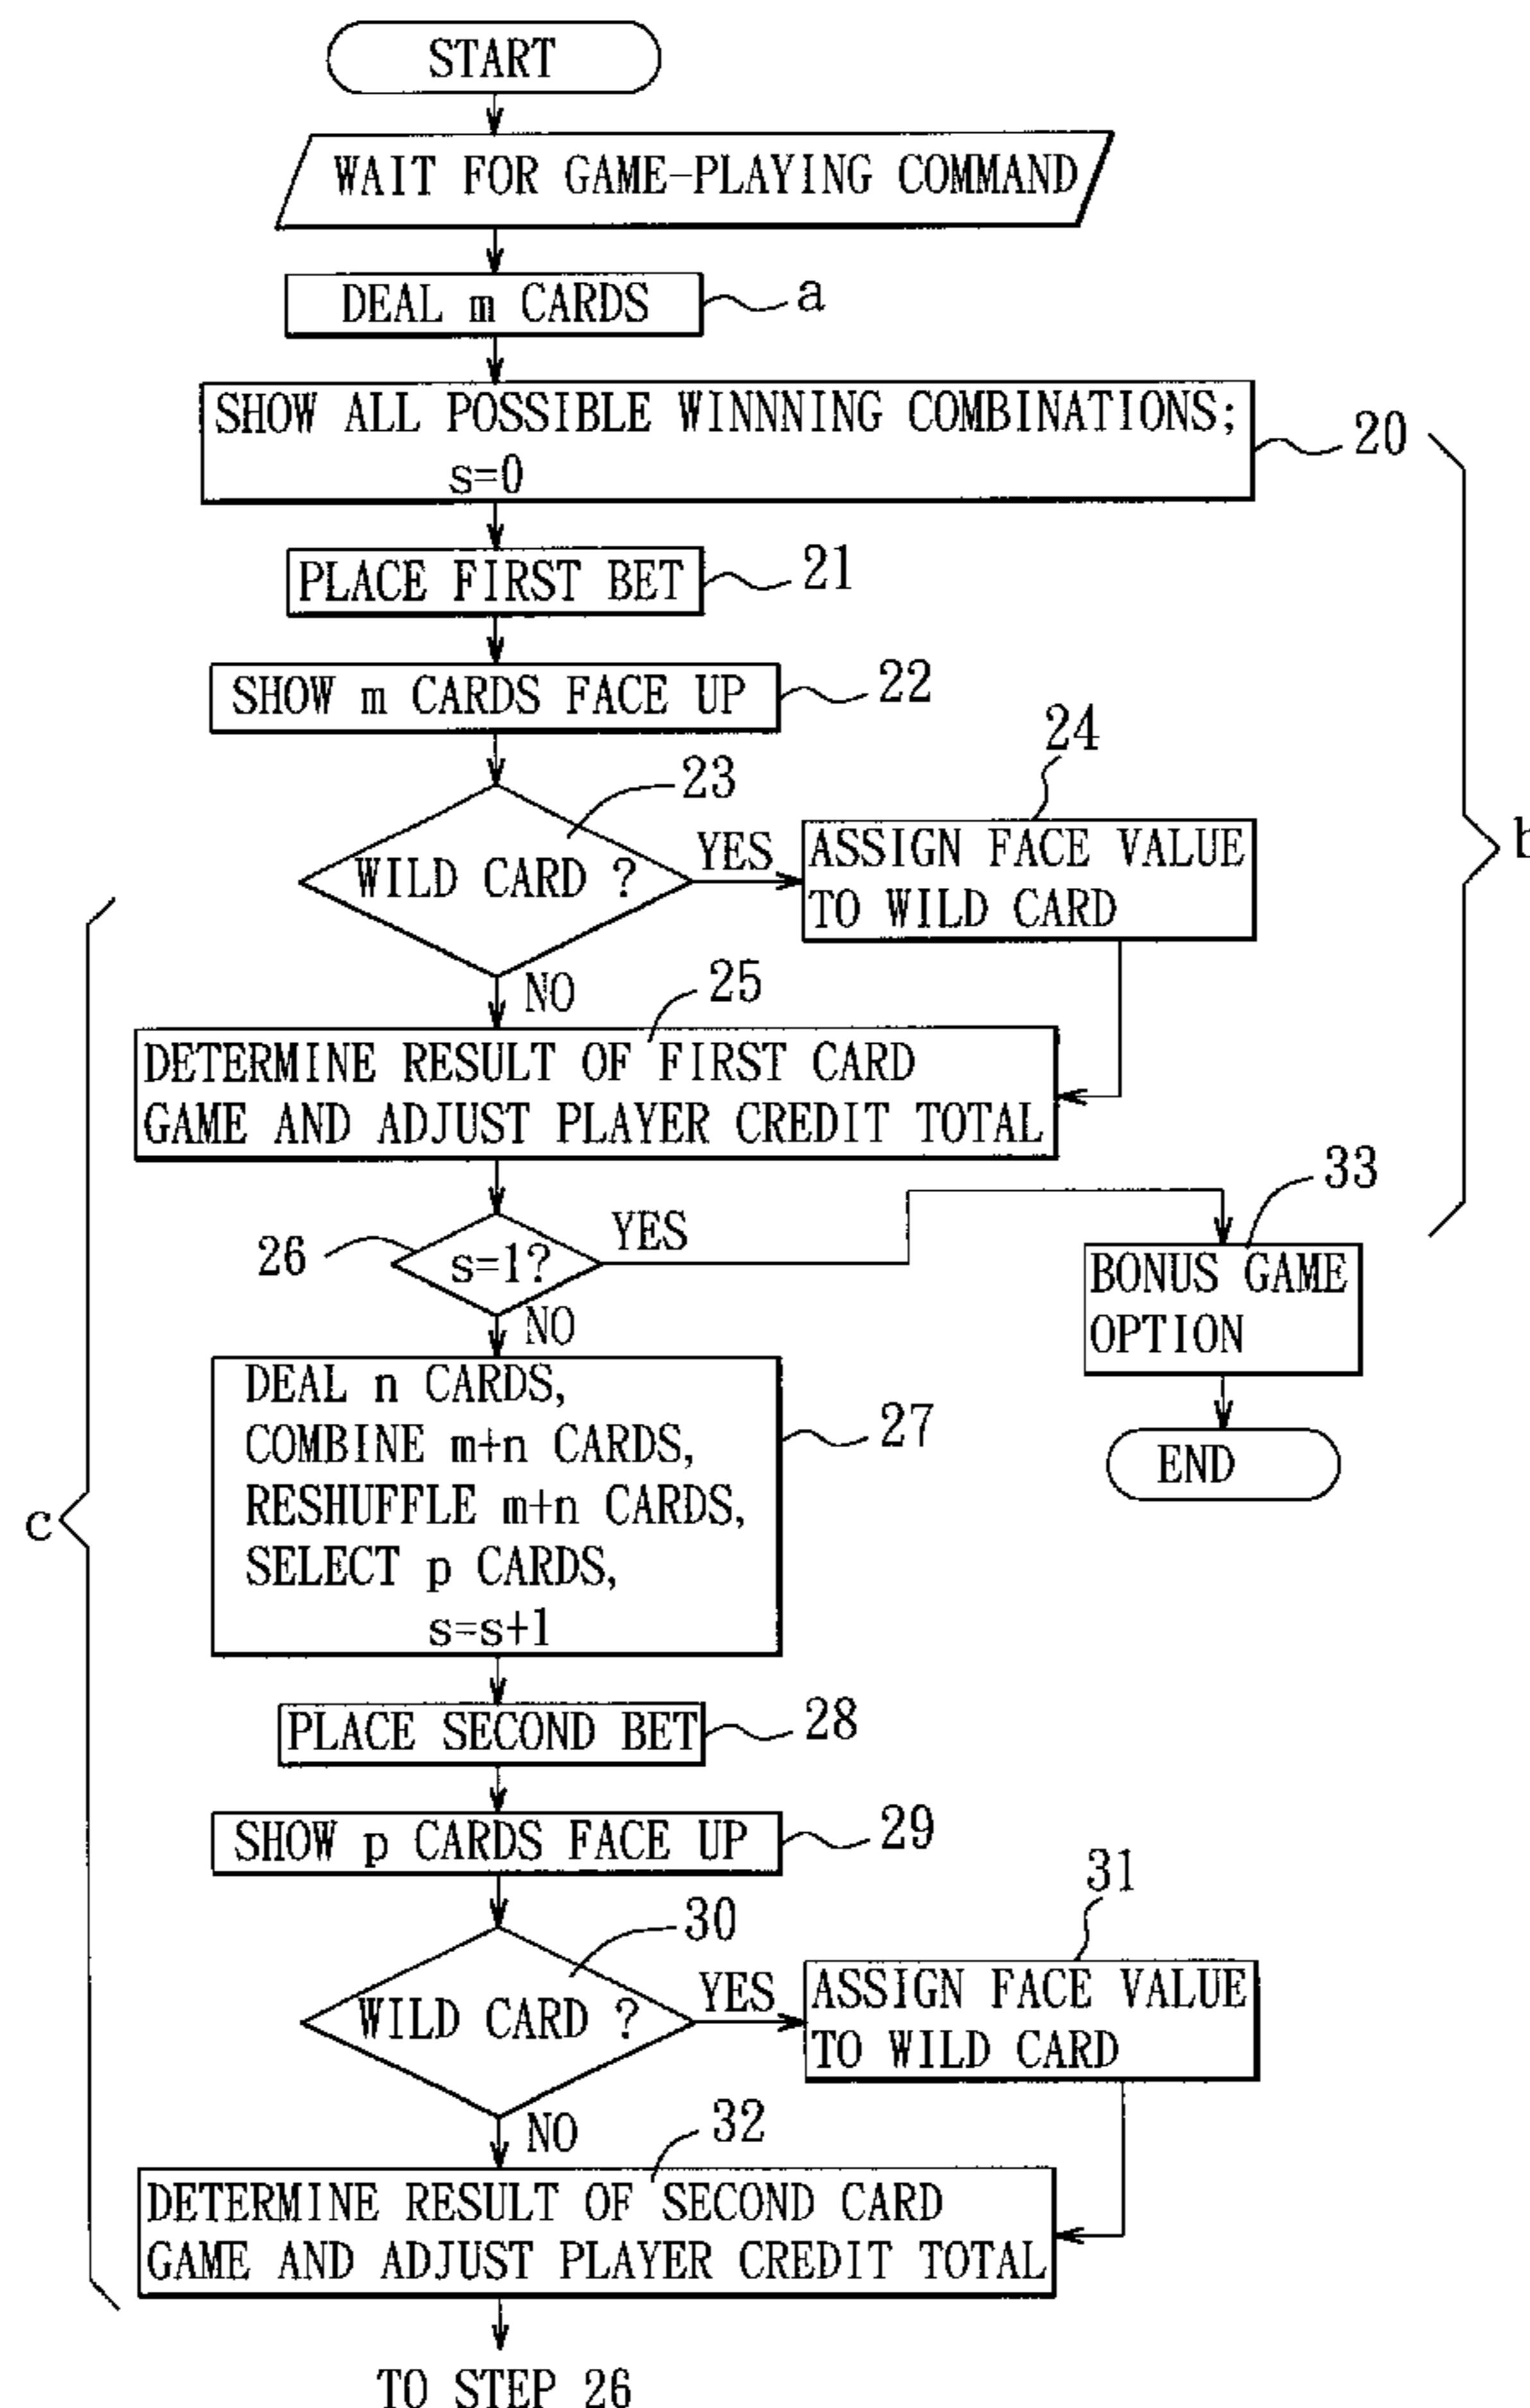 START
WAIT FOR GAME-PLAYING COMMAND
DEAL m CARDS
a
SHOW ALL POSSIBLE WINNNING COMBINATIONS;
s=0
20
PLACE FIRST BET
21
SHOW m CARDS FACE UP
22
23
WILD CARD ?
YES
24
ASSIGN FACE VALUE
TO WILD CARD
b
NO
25
DETERMINE RESULT OF FIRST CARD
GAME AND ADJUST PLAYER CREDIT TOTAL
26
s=1?
YES
33
BONUS GAME
OPTION
END
NO
DEAL n CARDS,
COMBINE m+n CARDS,
RESHUFFLE m+n CARDS,
SELECT p CARDS,
s=s+1
27
c
PLACE SECOND BET
28
SHOW p CARDS FACE UP
29
30
WILD CARD ?
YES
31
ASSIGN FACE VALUE
TO WILD CARD
NO
32
DETERMINE RESULT OF SECOND CARD
GAME AND ADJUST PLAYER CREDIT TOTAL
TO STEP 26